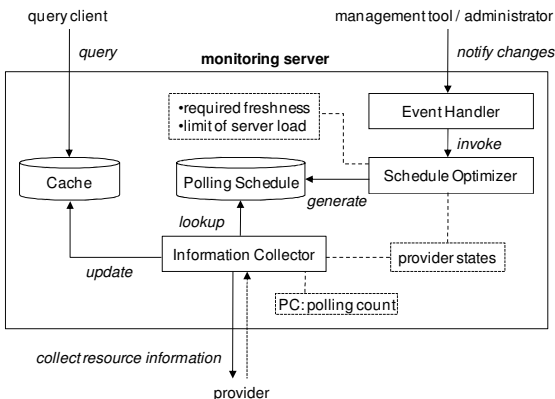 query client
management tool / administrator
query
notify changes
monitoring server
•required freshness
•limit of server load
Event Handler
invoke
Cache
Polling Schedule
Schedule Optimizer
generate
lookup
Information Collector
provider states
update
PC: polling count
collect resource information
provider